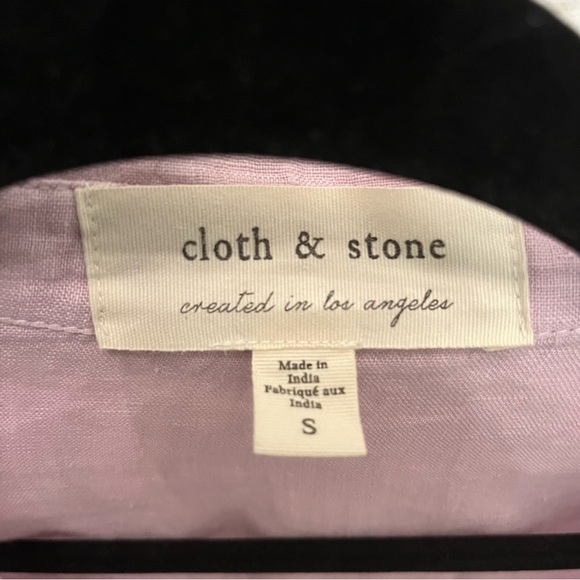 cloth & stone
created in los angeles
Made in
India
Fabriqué aux
India
S